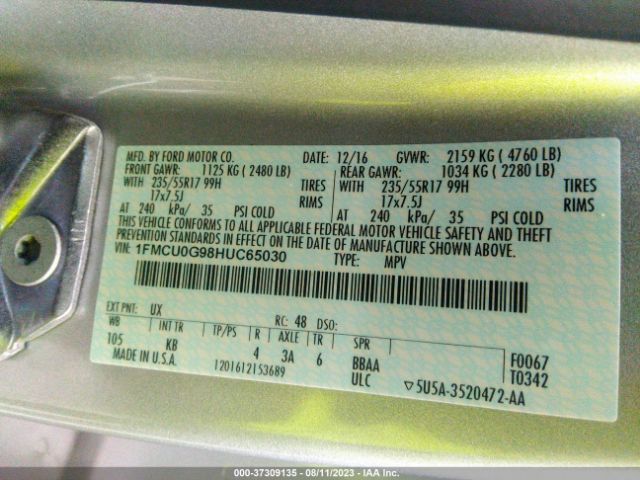 MFD. BY FORD MOTOR CO. DATE: 12/16 GVWR: 2159 KG ( 4760 LB)
FRONT GAWR: 1125 KG ( 2480 LB) REAR GAWR: 1034 KG ( 2280 LB)
WITH 235/55R17 99H TIRES WITH 235/55R17 99H TIRES
17x7.5J RIMS 17x7.5J RIMS
AT 240 kPa/ 35 PSI COLD AT 240 kPa/ 35 PSI COLD
THIS VEHICLE CONFORMS TO ALL APPLICABLE FEDERAL MOTOR VEHICLE SAFETY AND THEFT
PREVENTION STANDARDS IN EFFECT ON THE DATE OF MANUFACTURE SHOWN ABOVE.
VIN: 1FMCU0G98HUC65030 TYPE: MPV
EXT PNT: UX RC: 48 DSO:
WB INT TR TP/PS R AXLE TR SPR
105 KB 4 3A 6 BBAA F0067
MADE IN U.S.A. 1201612153689 ULC T0342
▽5U5A-3520472-AA
000-37309135 - 08/11/2023 - IAA Inc.